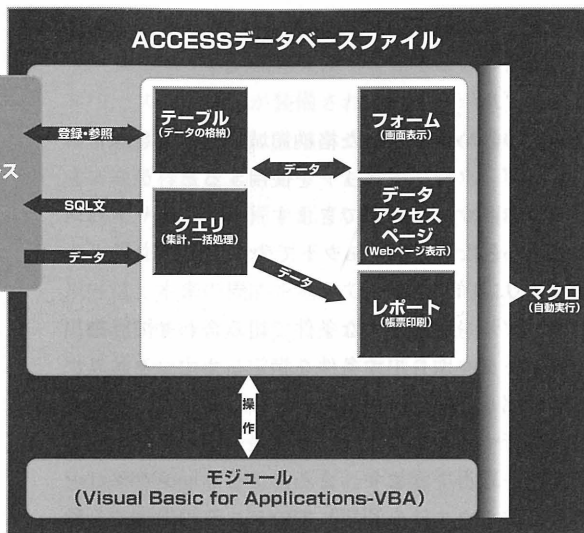 ACCESSデータベースファイル
テーブル
(データの格納)
フォーム
(画面表示)
登録・参照
データ
ース
SQL文
クエリ
(集計,一括処理)
データ
アクセス
ページ
(Webページ表示)
データ
データ
レポート
(帳票印刷)
マクロ
(自動実行)
操
作
モジュール
(Visual Basic for Applications-VBA)